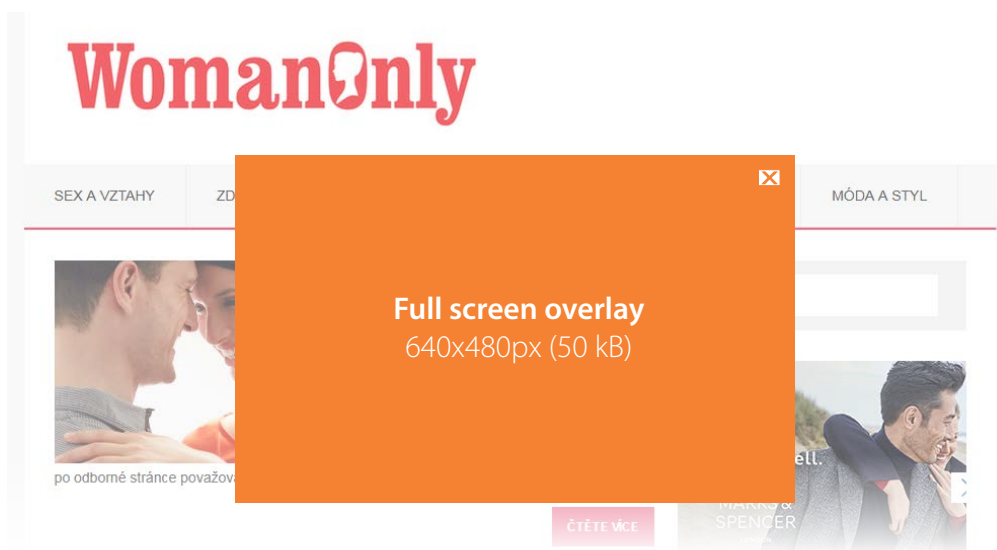 WomanOnly
SEX A VZTAHY
ZD
MÓDA A STYL
Full screen overlay
640x480px (50 kB)
ell.
po odborné stránce považov
MARKS &
SPENCER
ČTĚTE VÍCE